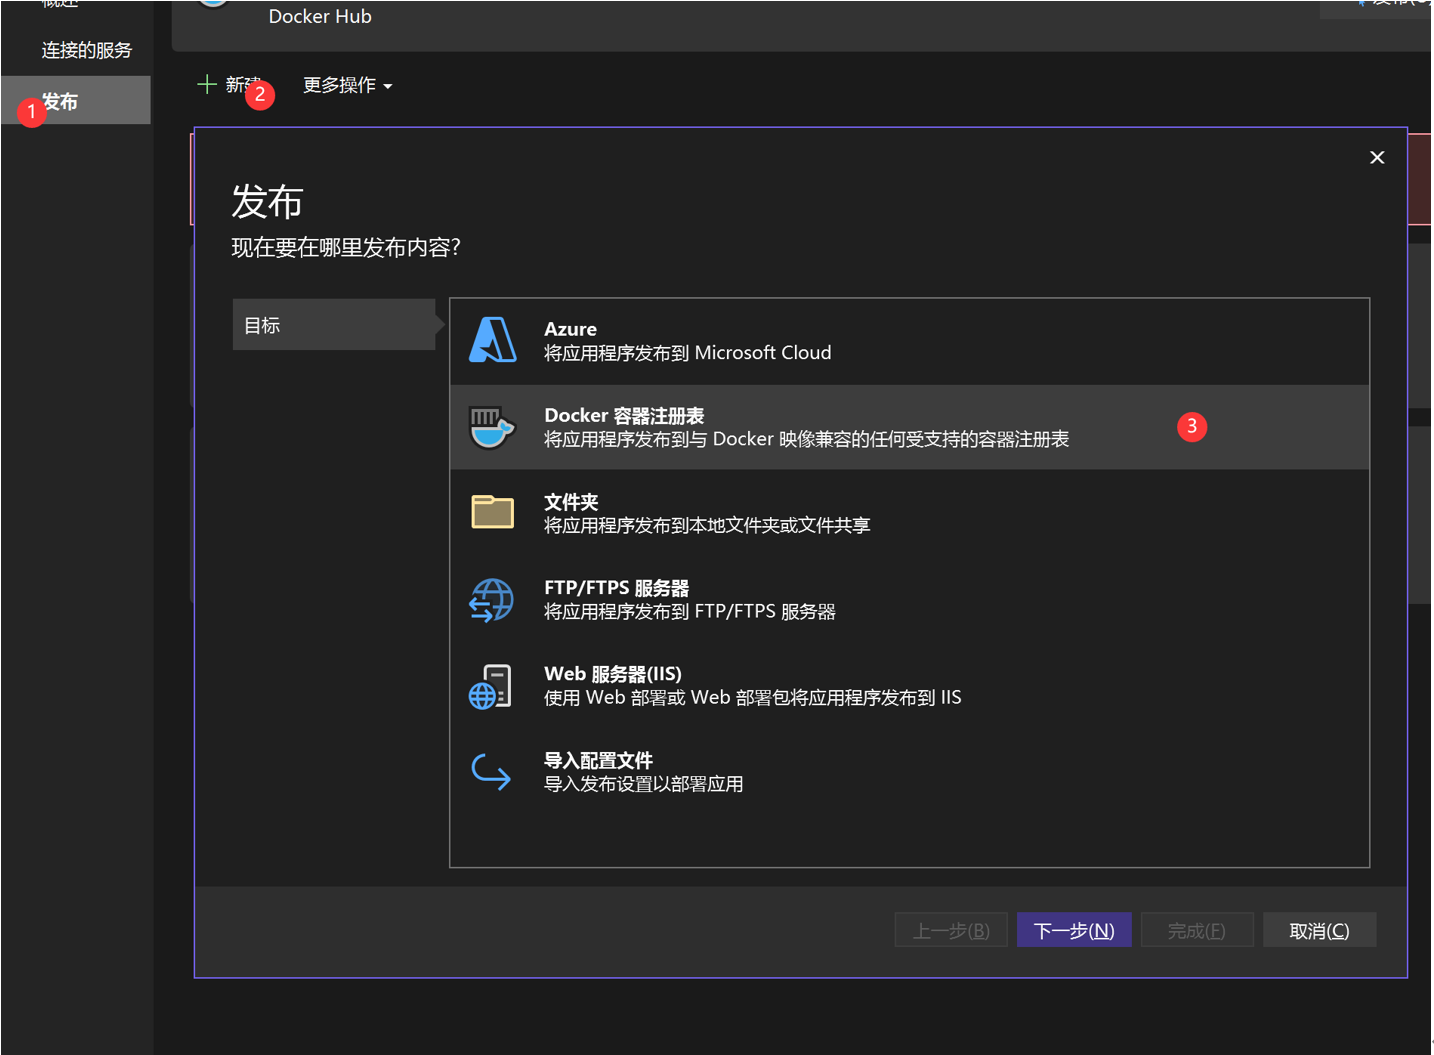 Docker Hub
连接的服务
发布
1
新建
2
更多操作
发布
现在要在哪里发布内容?
目标
Azure
将应用程序发布到 Microsoft Cloud
Docker 容器注册表
将应用程序发布到与 Docker 映像兼容的任何受支持的容器注册表
3
文件夹
将应用程序发布到本地文件夹或文件共享
FTP/FTPS 服务器
将应用程序发布到 FTP/FTPS 服务器
Web 服务器(IIS)
使用 Web 部署或 Web 部署包将应用程序发布到 IIS
导入配置文件
导入发布设置以部署应用
上一步(B)
下一步(N)
完成(F)
取消(C)